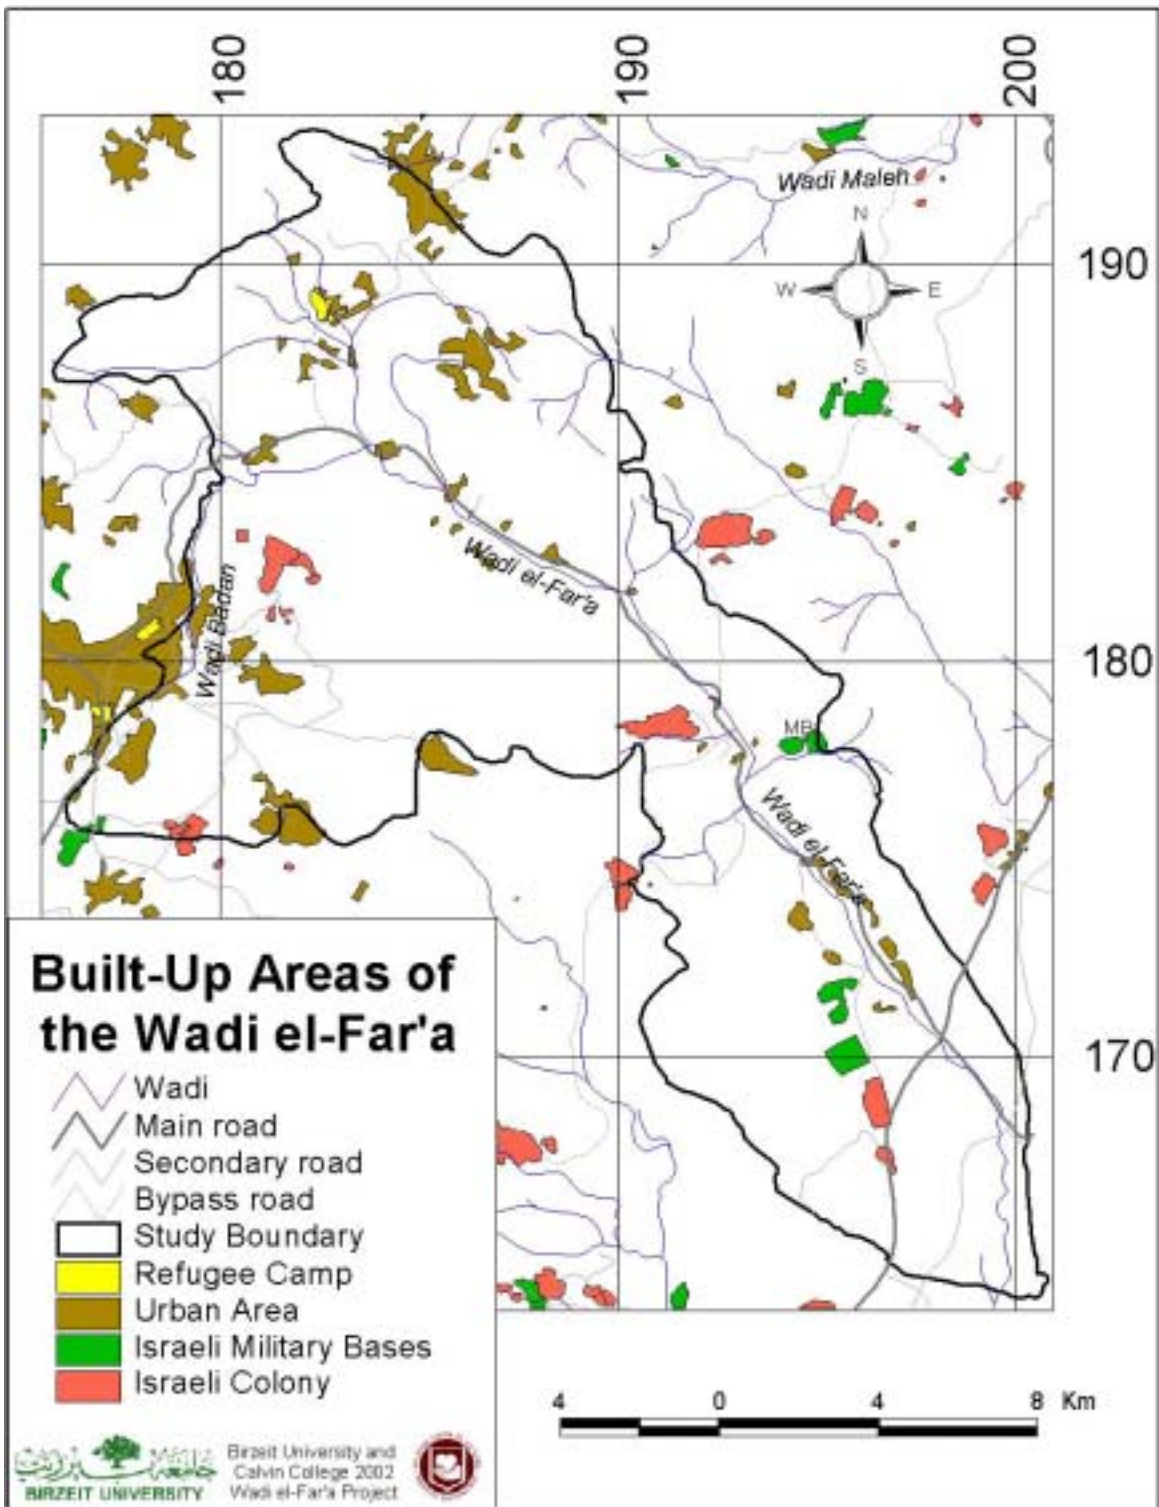 180
190
200
Wadi Maleh
N
190
W
E
S
Wadi el-Far'a
Wadi Badan
180
MB
Wadi el-Far'a
170
Built-Up Areas of
the Wadi el-Far'a
Wadi
Main road
Secondary road
Bypass road
Study Boundary
Refugee Camp
Urban Area
Israeli Military Bases
Israeli Colony
4 0 4 8 Km
جامعة بيرزيت
BIRZEIT UNIVERSITY
Birzeit University and
Calvin College 2002
Wadi el-Far'a Project